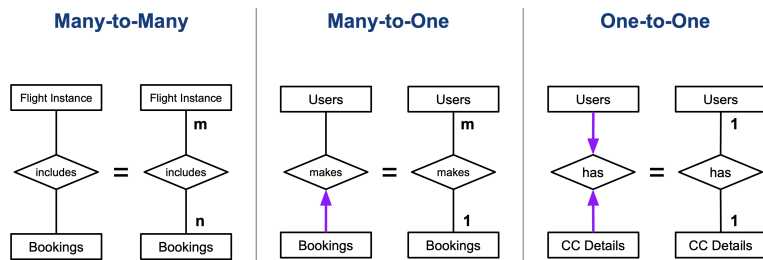 Many-to-Many
Many-to-One
One-to-One
Flight Instance
Flight Instance
Users
Users
Users
Users
m
m
1
includes
=
includes
makes
=
makes
has
=
has
n
1
1
Bookings
Bookings
Bookings
Bookings
CC Details
CC Details